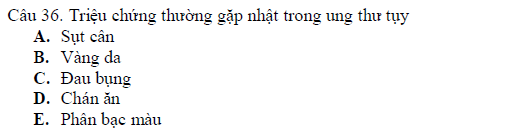 Câu 36. Triệu chứng thường gặp nhất trong ung thư tụy
A. Sụt cân
B. Vàng da
C. Đau bụng
D. Chán ăn
E. Phân bạc màu